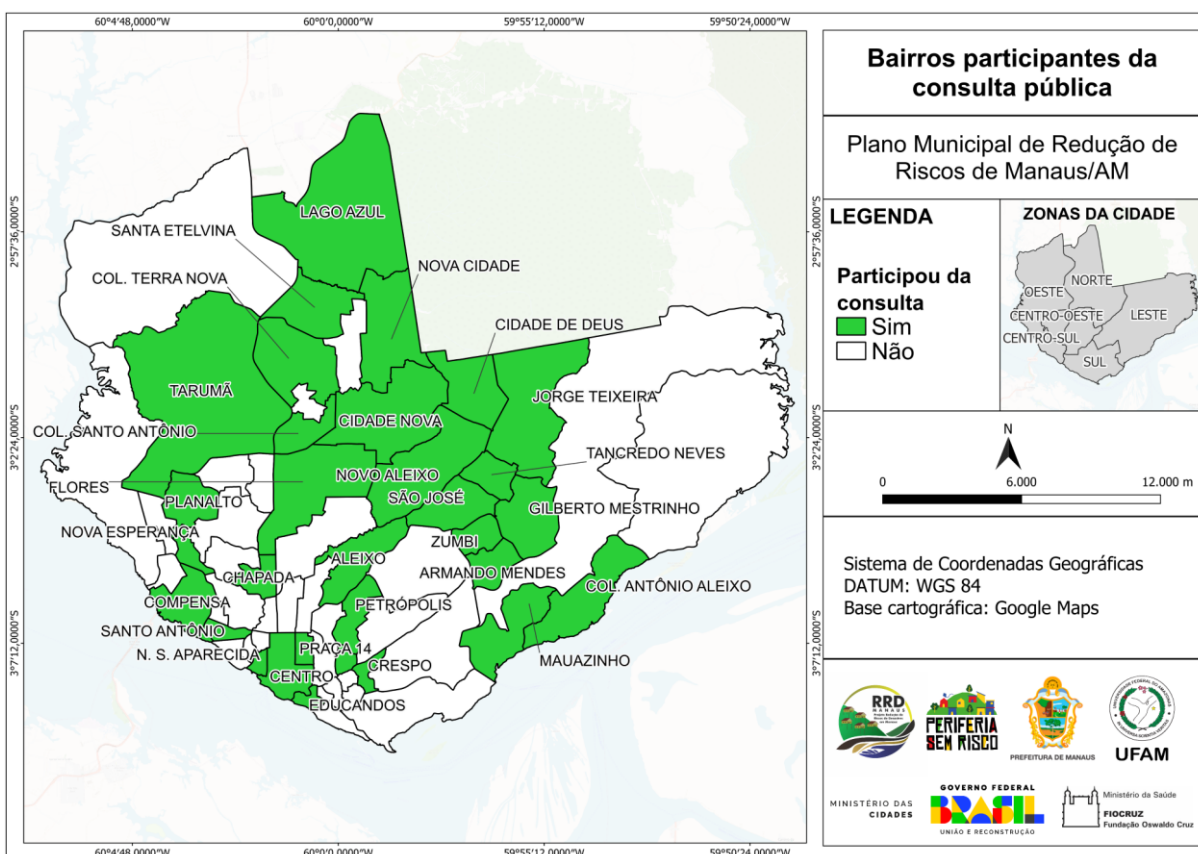 60°4'48,0000"W
60°0'0,0000"W
59°55'12,0000"W
59°50'24,0000"W
2°57'36,0000"S
3°2'24,0000"S
3°7'12,0000"S
LAGO AZUL
SANTA ETELVINA
NOVA CIDADE
COL. TERRA NOVA
CIDADE DE DEUS
TARUMÃ
JORGE TEIXEIRA
CIDADE NOVA
COL. SANTO ANTÔNIO
TANCREDO NEVES
NOVO ALEIXO
FLORES
PLANALTO
SÃO JOSÉ
GILBERTO MESTRINHO
NOVA ESPERANÇA
ZUMBI
ALEIXO
ARMANDO MENDES
CHAPADA
COL. ANTÔNIO ALEIXO
COMPENSA
PETRÓPOLIS
SANTO ANTÔNIO
PRAÇA 14
N. S. APARECIDA
MAUAZINHO
CRESPO
CENTRO
EDUCANDOS
60°4'48,0000"W
60°0'0,0000"W
59°55'12,0000"W
59°50'24,0000"W
2°57'36,0000"S
3°2'24,0000"S
3°7'12,0000"S
Bairros participantes da
consulta pública
Plano Municipal de Redução de
Riscos de Manaus/AM
LEGENDA
Participou da
consulta
Sim
Não
ZONAS DA CIDADE
NORTE
OESTE
LESTE
CENTRO-OESTE
CENTRO-SUL
SUL
N
0
6.000
12.000 m
Sistema de Coordenadas Geográficas
DATUM: WGS 84
Base cartográfica: Google Maps
RRD
MANAUS
PERIFERIA
SEM RISCO
PREFEITURA DE MANAUS
UFAM
MINISTÉRIO DAS
CIDADES
GOVERNO FEDERAL
BRASIL
UNIÃO E RECONSTRUÇÃO
Ministério da Saúde
FIOCRUZ
Fundação Oswaldo Cruz